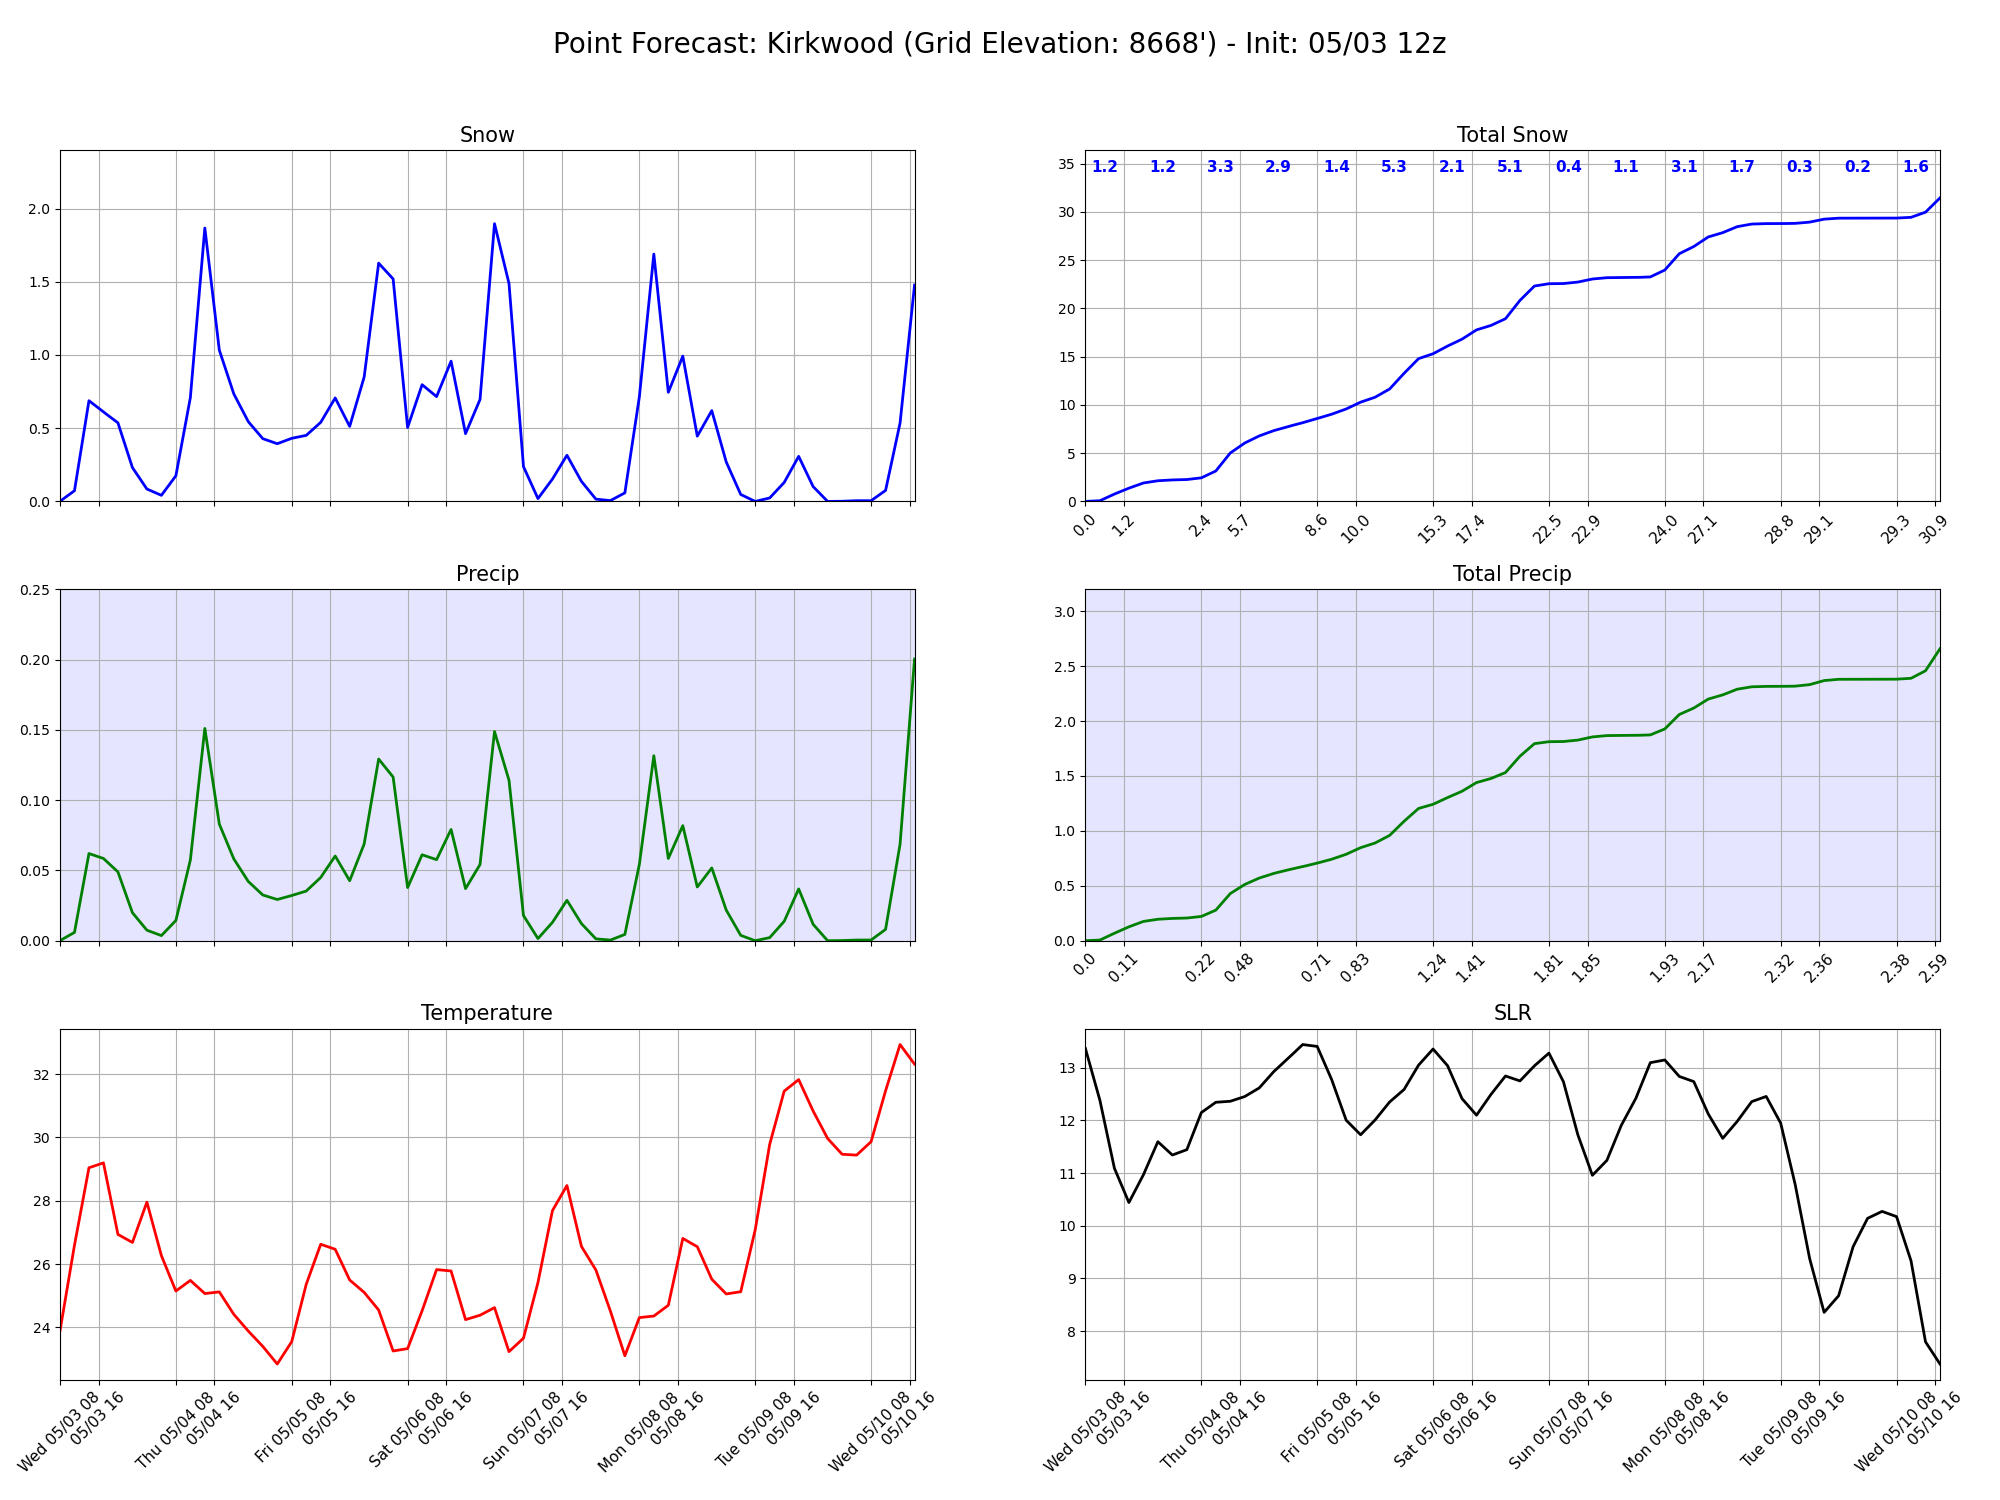 Point Forecast: Kirkwood (Grid Elevation: 8668') - Init: 05/03 12z
Snow
2.0
1.5
1.0
0.5
0.0
Total Snow
1.2 1.2 3.3 2.9 1.4 5.3 2.1 5.1 0.4 1.1 3.1 1.7 0.3 0.2 1.6
35
30
25
20
15
10
5
0
0.0 1.2 2.4 5.7 8.6 10.0 15.3 17.4 22.5 22.9 24.0 27.1 28.8 29.1 29.3 30.9
Precip
0.25
0.20
0.15
0.10
0.05
0.00
Total Precip
3.0
2.5
2.0
1.5
1.0
0.5
0.0
0.0 0.11 0.22 0.48 0.71 0.83 1.24 1.41 1.81 1.85 1.93 2.17 2.32 2.36 2.38 2.59
Temperature
32
30
28
26
24
Wed 05/03 08
05/03 16
Thu 05/04 08
05/04 16
Fri 05/05 08
05/05 16
Sat 05/06 08
05/06 16
Sun 05/07 08
05/07 16
Mon 05/08 08
05/08 16
Tue 05/09 08
05/09 16
Wed 05/10 08
05/10 16
SLR
13
12
11
10
9
8
Wed 05/03 08
05/03 16
Thu 05/04 08
05/04 16
Fri 05/05 08
05/05 16
Sat 05/06 08
05/06 16
Sun 05/07 08
05/07 16
Mon 05/08 08
05/08 16
Tue 05/09 08
05/09 16
Wed 05/10 08
05/10 16